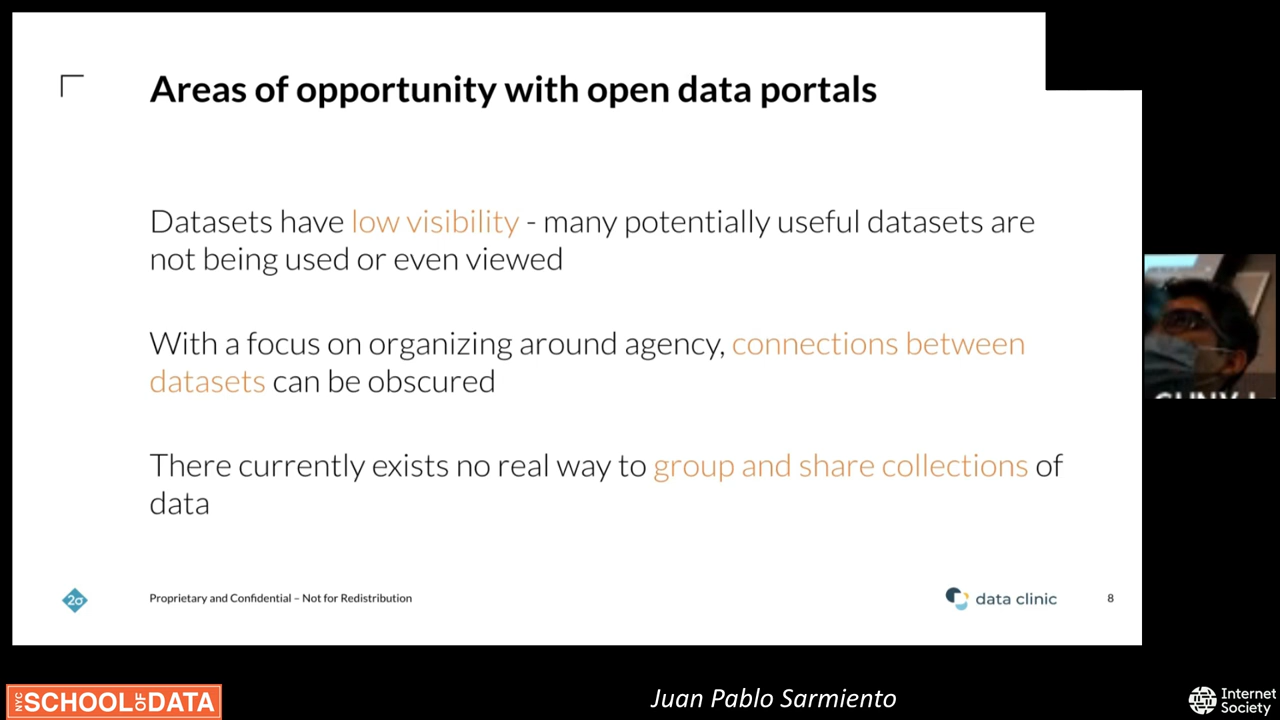 Areas of opportunity with open data portals
Datasets have low visibility - many potentially useful datasets are
not being used or even viewed
With a focus on organizing around agency, connections between
datasets can be obscured
There currently exists no real way to group and share collections of
data
2σ
Proprietary and Confidential – Not for Redistribution
data clinic
8
NYC SCHOOL OF DATA
Juan Pablo Sarmiento
Internet
Society